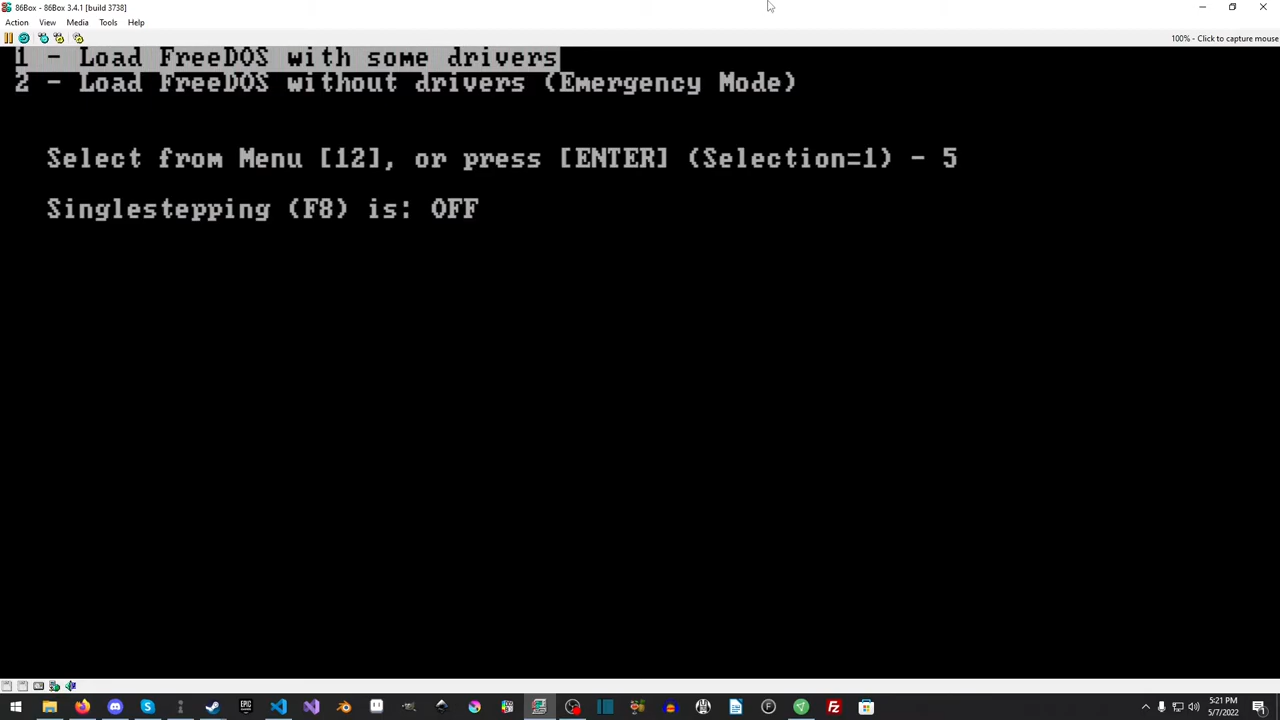 86Box - 86Box 3.4.1 [build 3738]
Action View Media Tools Help
100% - Click to capture mouse
1 - Load FreeDOS with some drivers
2 - Load FreeDOS without drivers (Emergency Mode)
Select from Menu [12], or press [ENTER] (Selection=1) - 5
Singlestepping (F8) is: OFF
EPIC
5:21 PM
5/7/2022